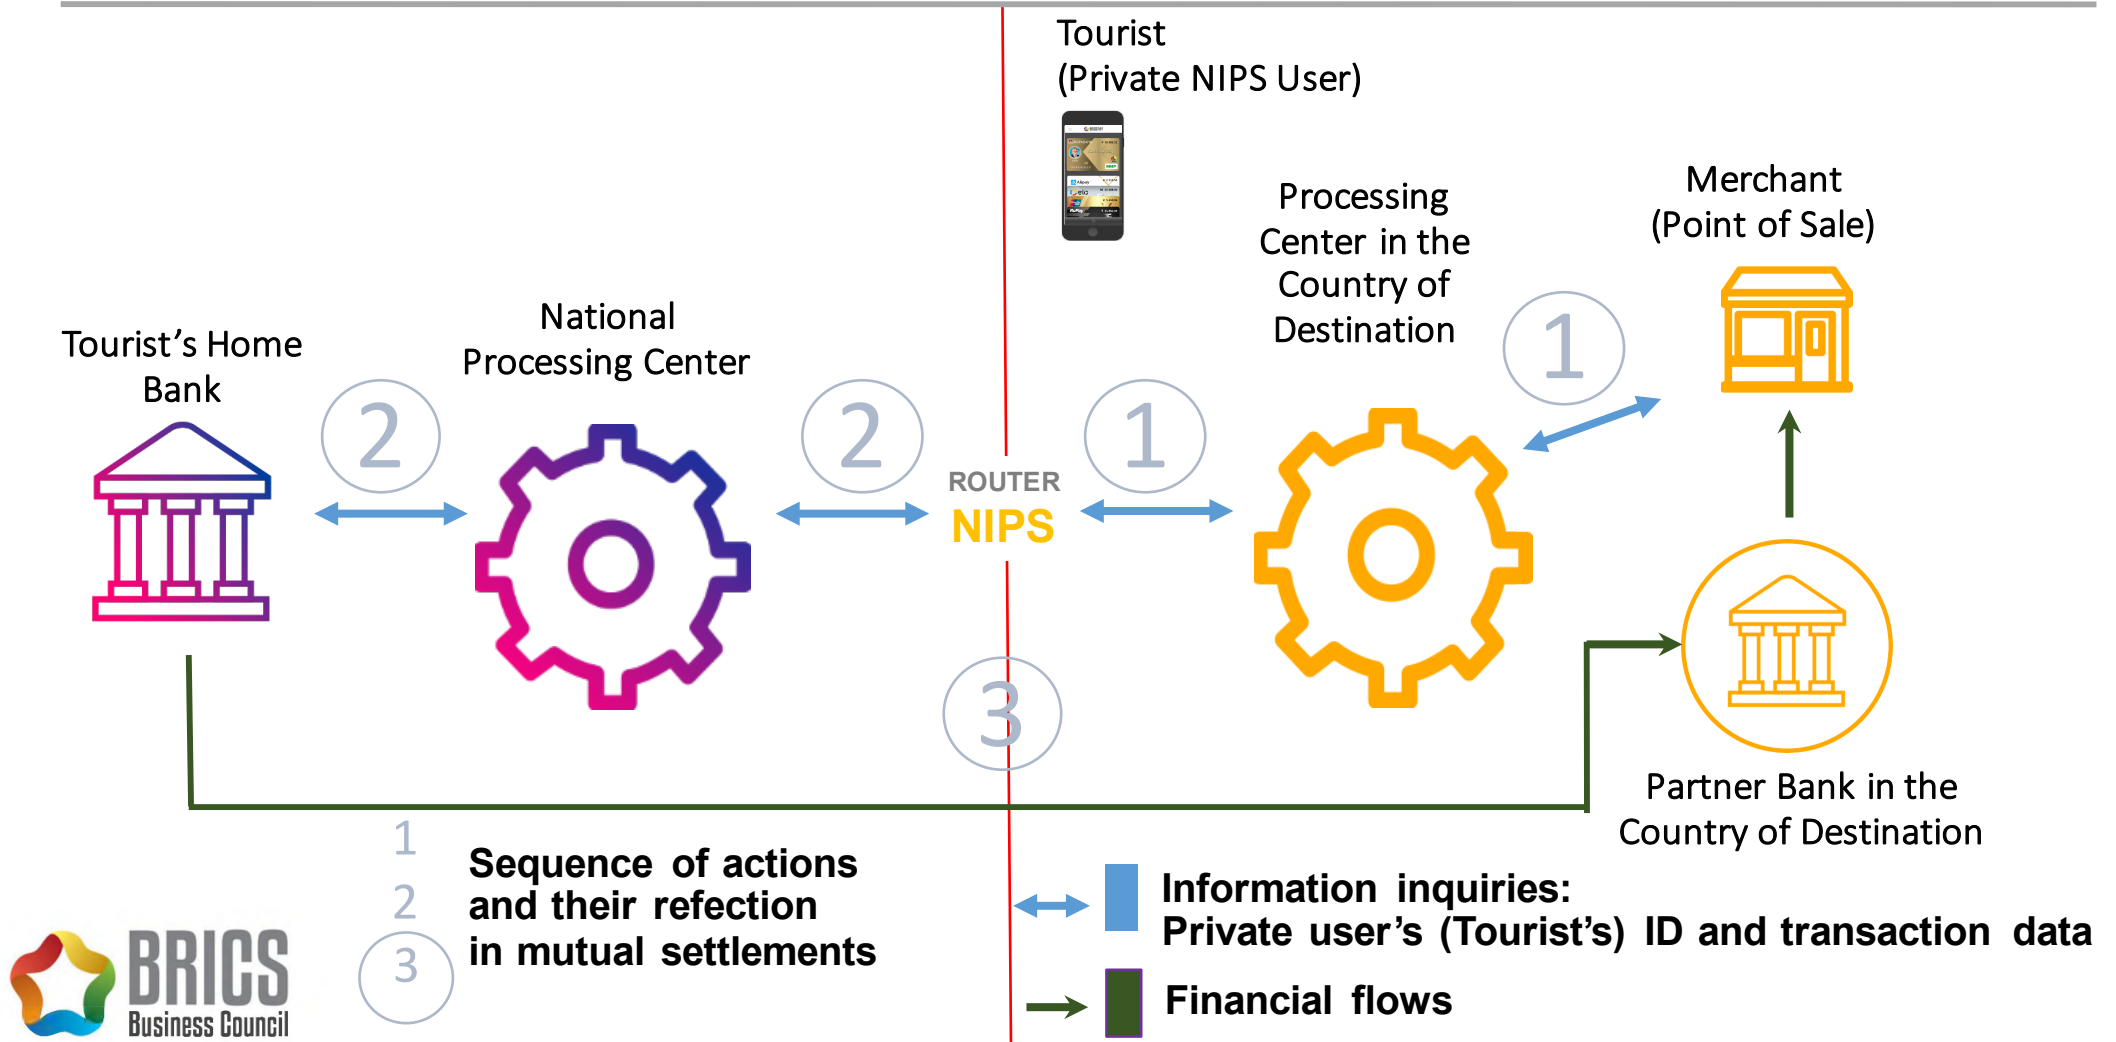 Tourist
(Private NIPS User)
Processing
Center in the
Country of
Destination
Merchant
(Point of Sale)
1
National
Processing Center
Tourist’s Home
Bank
2
2
1
ROUTER
NIPS
3
Partner Bank in the
Country of Destination
1
2
3
Sequence of actions
and their refection
in mutual settlements
Information inquiries:
Private user’s (Tourist’s) ID and transaction data
Financial flows
BRICS
Business Council